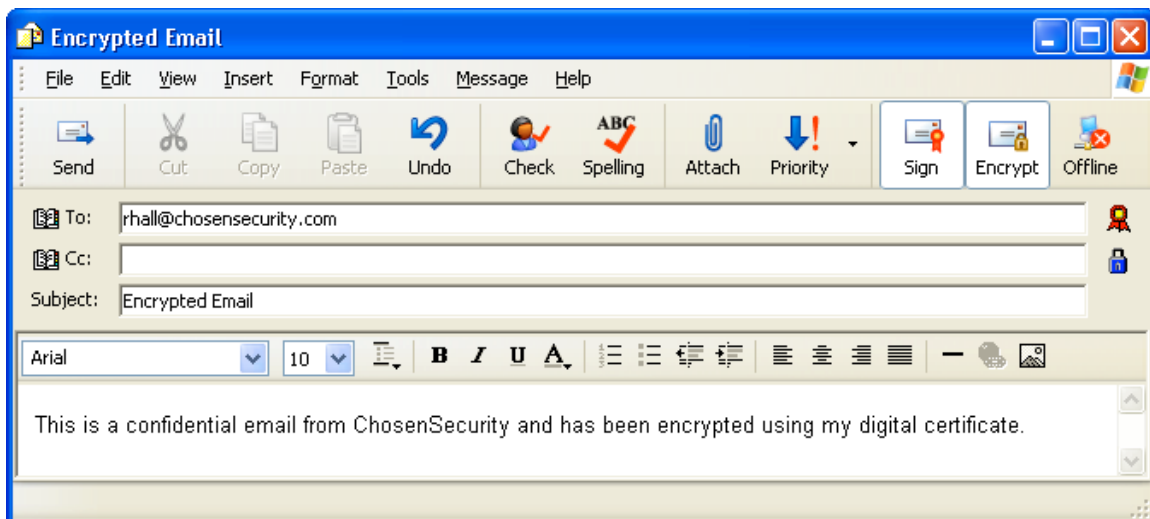 Encrypted Email
File Edit View Insert Format Tools Message Help
ABC
Send Cut Copy Paste Undo Check Spelling Attach Priority Sign Encrypt Offline
To: rhall@chosensecurity.com
Cc:
Subject: Encrypted Email
Arial 10 B I U A
This is a confidential email from ChosenSecurity and has been encrypted using my digital certificate.